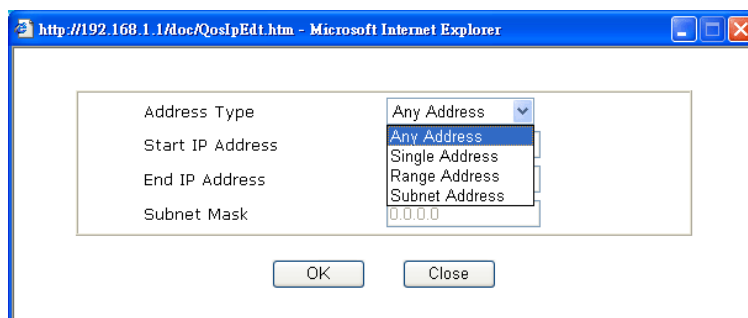 http://192.168.1.1/doc/QosIpEdt.htm - Microsoft Internet Explorer
Address Type Any Address
Any Address
Start IP Address
Single Address
End IP Address
Range Address
Subnet Address
Subnet Mask 0.0.0.0
OK Close